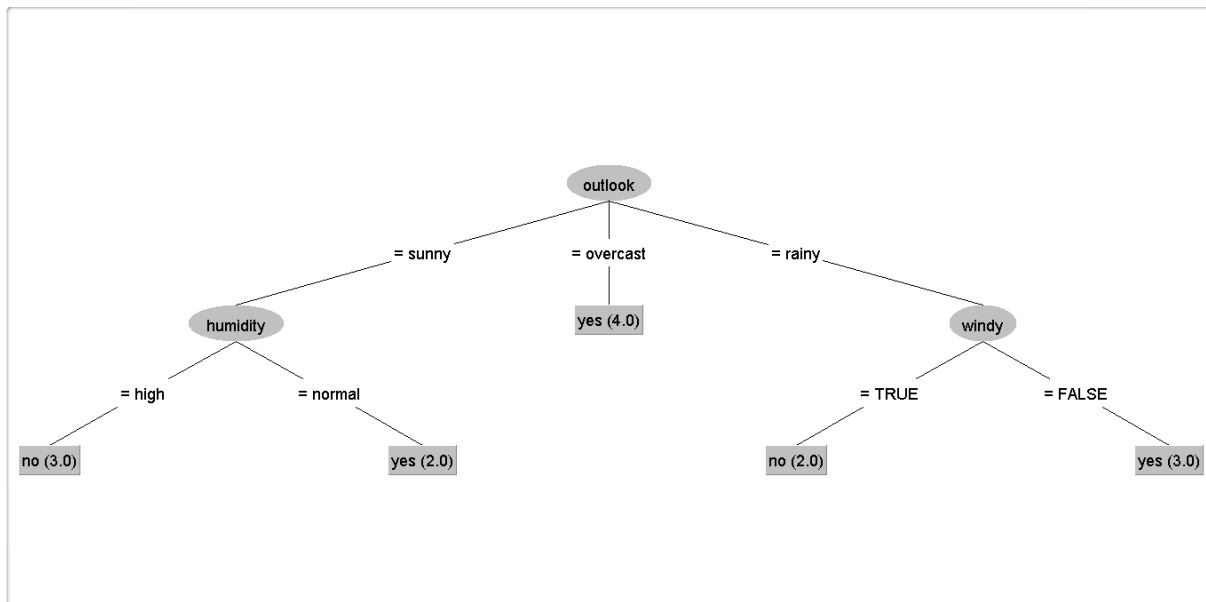 outlook
= sunny
= overcast
= rainy
humidity
yes (4.0)
windy
= high
= normal
= TRUE
= FALSE
no (3.0)
yes (2.0)
no (2.0)
yes (3.0)